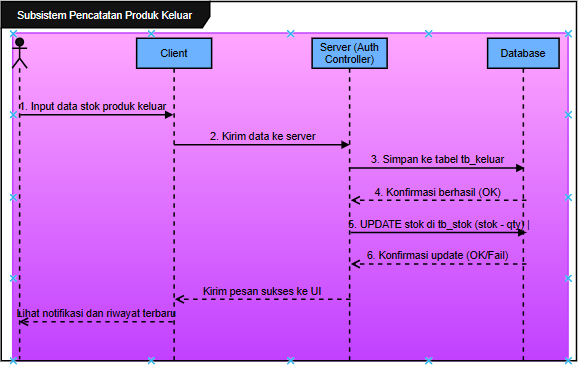 Subsistem Pencatatan Produk Keluar
Client
Server (Auth
Controller)
Database
1. Input data stok produk keluar
2. Kirim data ke server
3. Simpan ke tabel tb_keluar
4. Konfirmasi berhasil (OK)
5. UPDATE stok di tb_stok (stok - qty) |
6. Konfirmasi update (OK/Fail)
Kirim pesan sukses ke UI
Lihat notifikasi dan riwayat terbaru